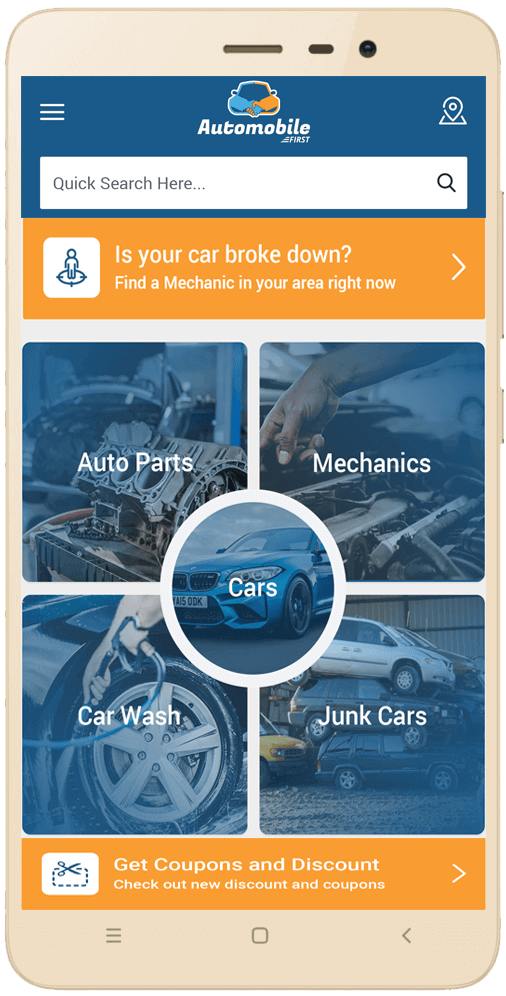 Automobile
FIRST
Quick Search Here...
Is your car broke down?
Find a Mechanic in your area right now
Auto Parts
Mechanics
Cars
Car Wash
Junk Cars
Get Coupons and Discount
Check out new discount and coupons